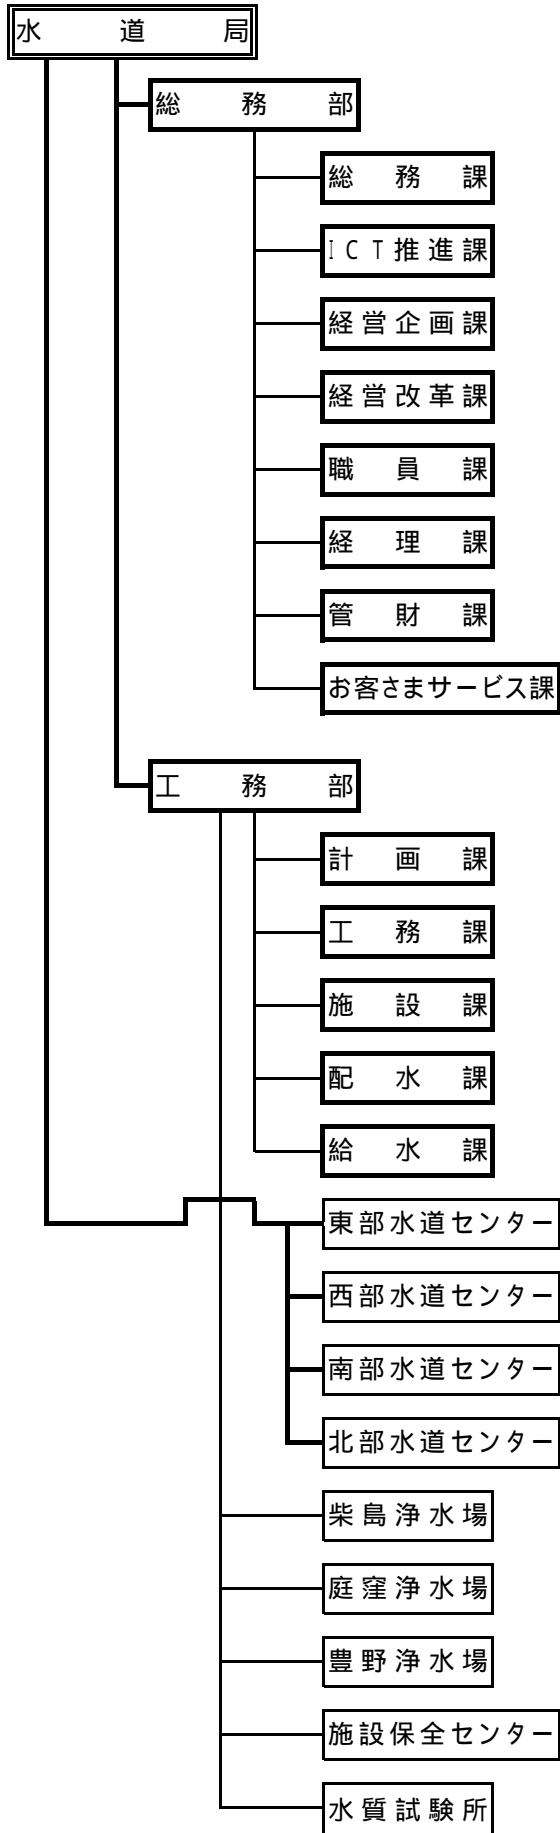 水道局
総務部
総務課
ICT推進課
経営企画課
経営改革課
職員課
経理課
管財課
お客さまサービス課
工務部
計画課
工務課
施設課
配水課
給水課
東部水道センター
西部水道センター
南部水道センター
北部水道センター
柴島浄水場
庭窪浄水場
豊野浄水場
施設保全センター
水質試験所